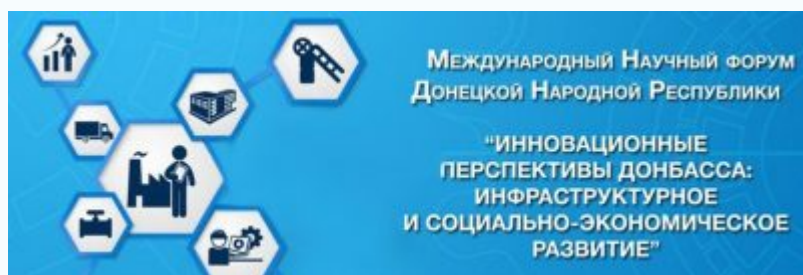 Международный Научный форум
Донецкой Народной Республики
“ИННОВАЦИОННЫЕ
ПЕРСПЕКТИВЫ ДОНБАССА:
ИНФРАСТРУКТУРНОЕ
И СОЦИАЛЬНО-ЭКОНОМИЧЕСКОЕ
РАЗВИТИЕ”